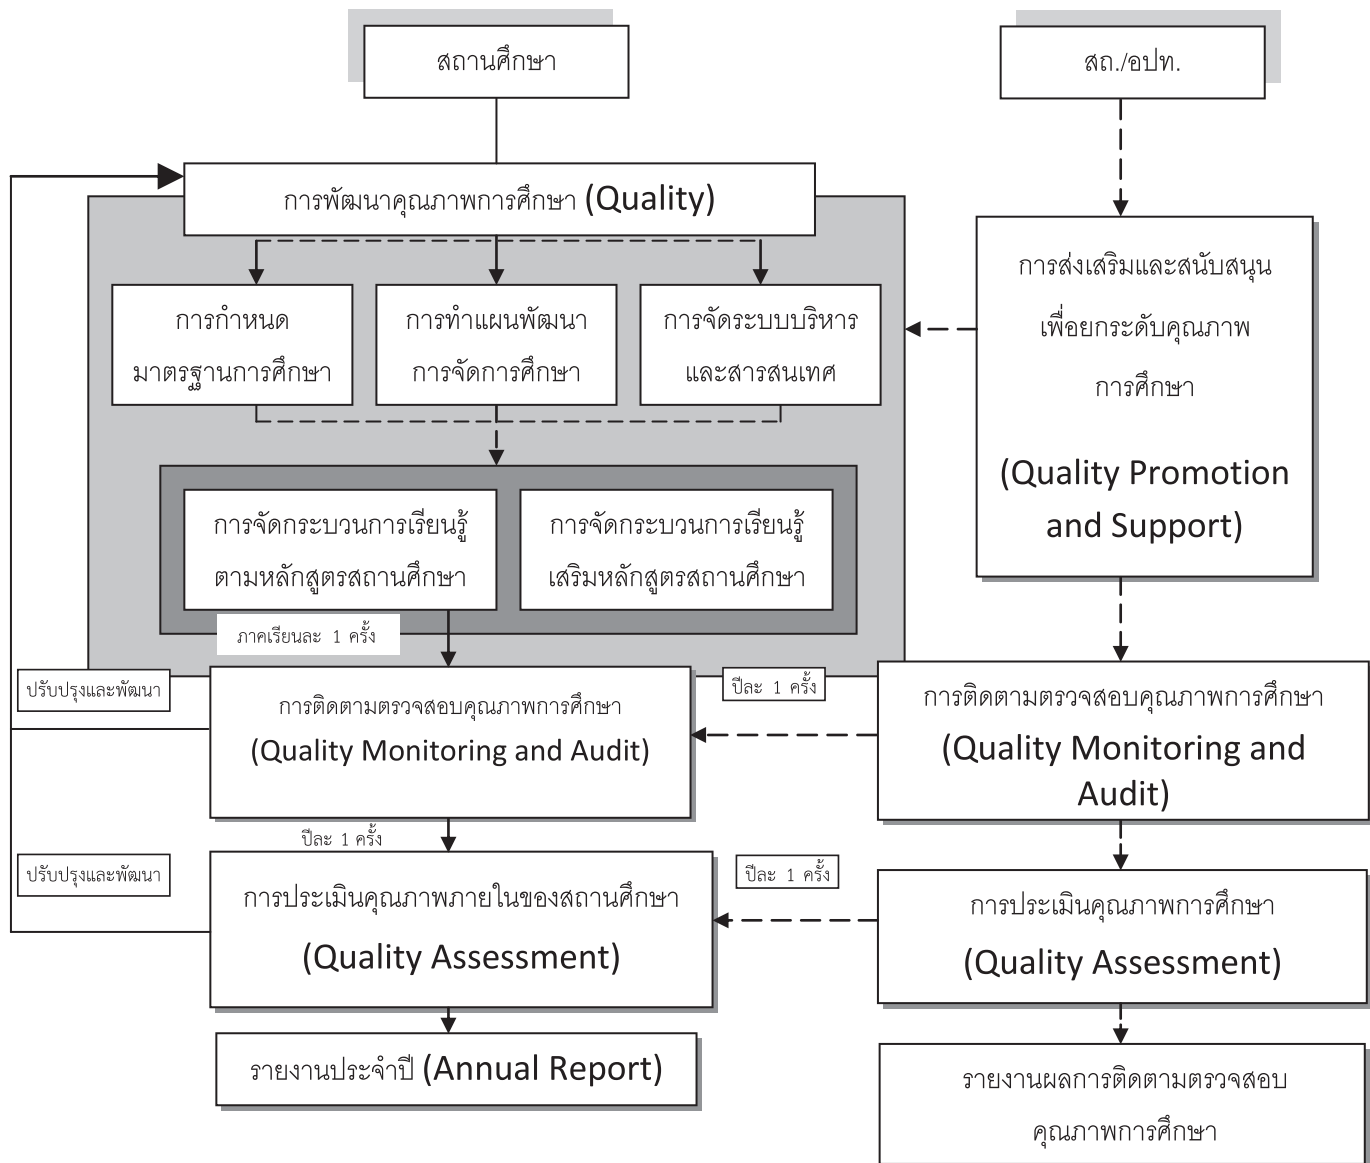 สถานศึกษา
สถ./อปท.
การพัฒนาคุณภาพการศึกษา (Quality)
การกำหนด
มาตรฐานการศึกษา
การทำแผนพัฒนา
การจัดการศึกษา
การจัดระบบบริหาร
และสารสนเทศ
การส่งเสริมและสนับสนุน
เพื่อยกระดับคุณภาพ
การศึกษา
(Quality Promotion
and Support)
การจัดกระบวนการเรียนรู้
ตามหลักสูตรสถานศึกษา
การจัดกระบวนการเรียนรู้
เสริมหลักสูตรสถานศึกษา
ภาคเรียนละ 1 ครั้ง
ปรับปรุงและพัฒนา
การติดตามตรวจสอบคุณภาพการศึกษา
(Quality Monitoring and Audit)
ปีละ 1 ครั้ง
การติดตามตรวจสอบคุณภาพการศึกษา
(Quality Monitoring and
Audit)
ปีละ 1 ครั้ง
ปรับปรุงและพัฒนา
การประเมินคุณภาพภายในของสถานศึกษา
(Quality Assessment)
ปีละ 1 ครั้ง
การประเมินคุณภาพการศึกษา
(Quality Assessment)
รายงานประจำปี (Annual Report)
รายงานผลการติดตามตรวจสอบ
คุณภาพการศึกษา